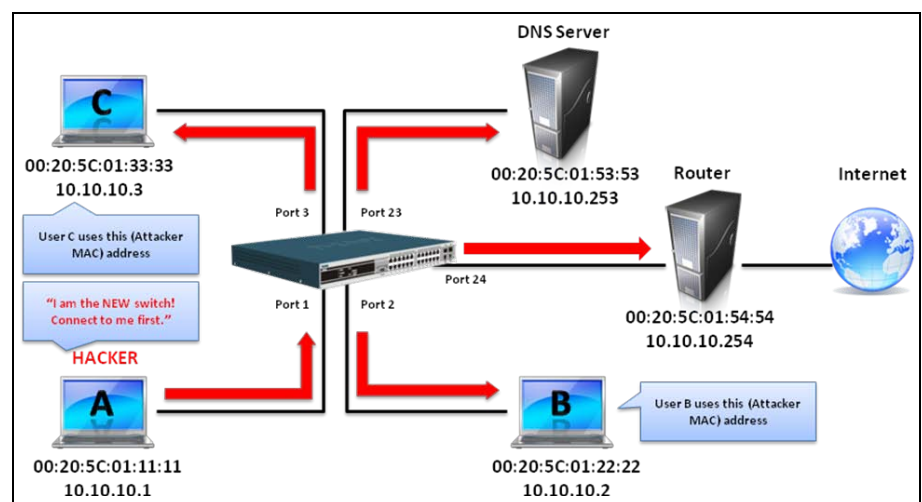 DNS Server
C
00:20:5C:01:33:33
10.10.10.3
00:20:5C:01:53:53
10.10.10.253
Router
Internet
User C uses this (Attacker
MAC) address
Port 3
Port 23
"I am the NEW switch!
Connect to me first."
Port 1
Port 2
Port 24
00:20:5C:01:54:54
10.10.10.254
HACKER
A
B
User B uses this (Attacker
MAC) address
00:20:5C:01:11:11
10.10.10.1
00:20:5C:01:22:22
10.10.10.2